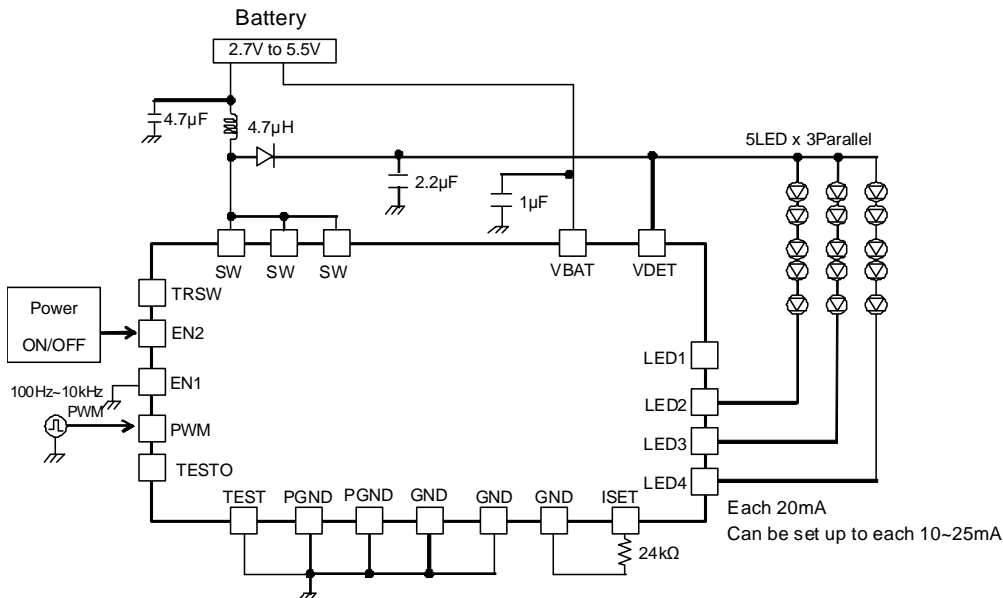 Battery
2.7V to 5.5V
4.7µF
4.7µH
5LED x 3Parallel
2.2µF
1µF
SW
SW
SW
VBAT
VDET
TRSW
Power
ON/OFF
EN2
EN1
100Hz~10kHz
PWM
PWM
TESTO
LED1
LED2
LED3
LED4
TEST
PGND
PGND
GND
GND
GND
ISET
24kΩ
Each 20mA
Can be set up to each 10~25mA